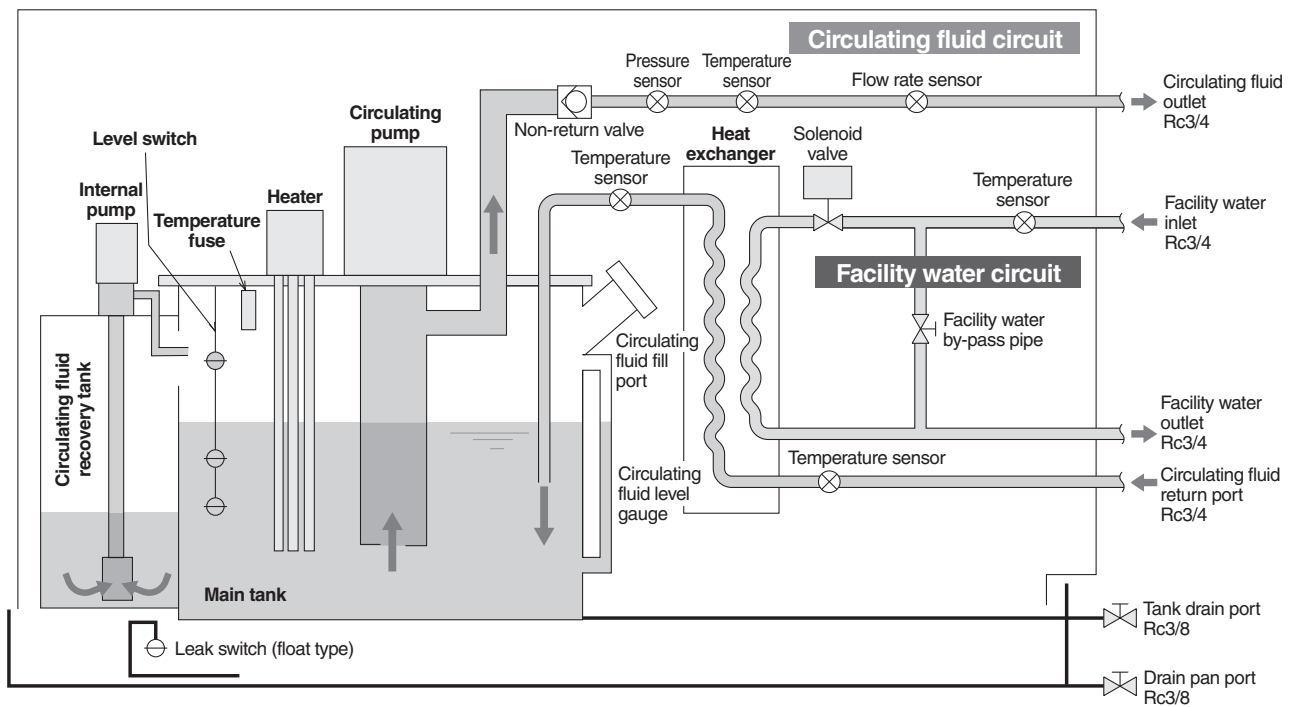 Circulating fluid circuit
Pressure
sensor
Temperature
sensor
Flow rate sensor
Circulating fluid
outlet
Rc3/4
Non-return valve
Circulating
pump
Level switch
Internal
pump
Temperature
fuse
Heater
Temperature
sensor
Heat
exchanger
Solenoid
valve
Temperature
sensor
Facility water
inlet
Rc3/4
Facility water circuit
Facility water
by-pass pipe
Circulating
fluid fill
port
Circulating fluid
recovery tank
Facility water
outlet
Rc3/4
Circulating
fluid level
gauge
Temperature sensor
Circulating fluid
return port
Rc3/4
Main tank
Tank drain port
Rc3/8
Leak switch (float type)
Drain pan port
Rc3/8